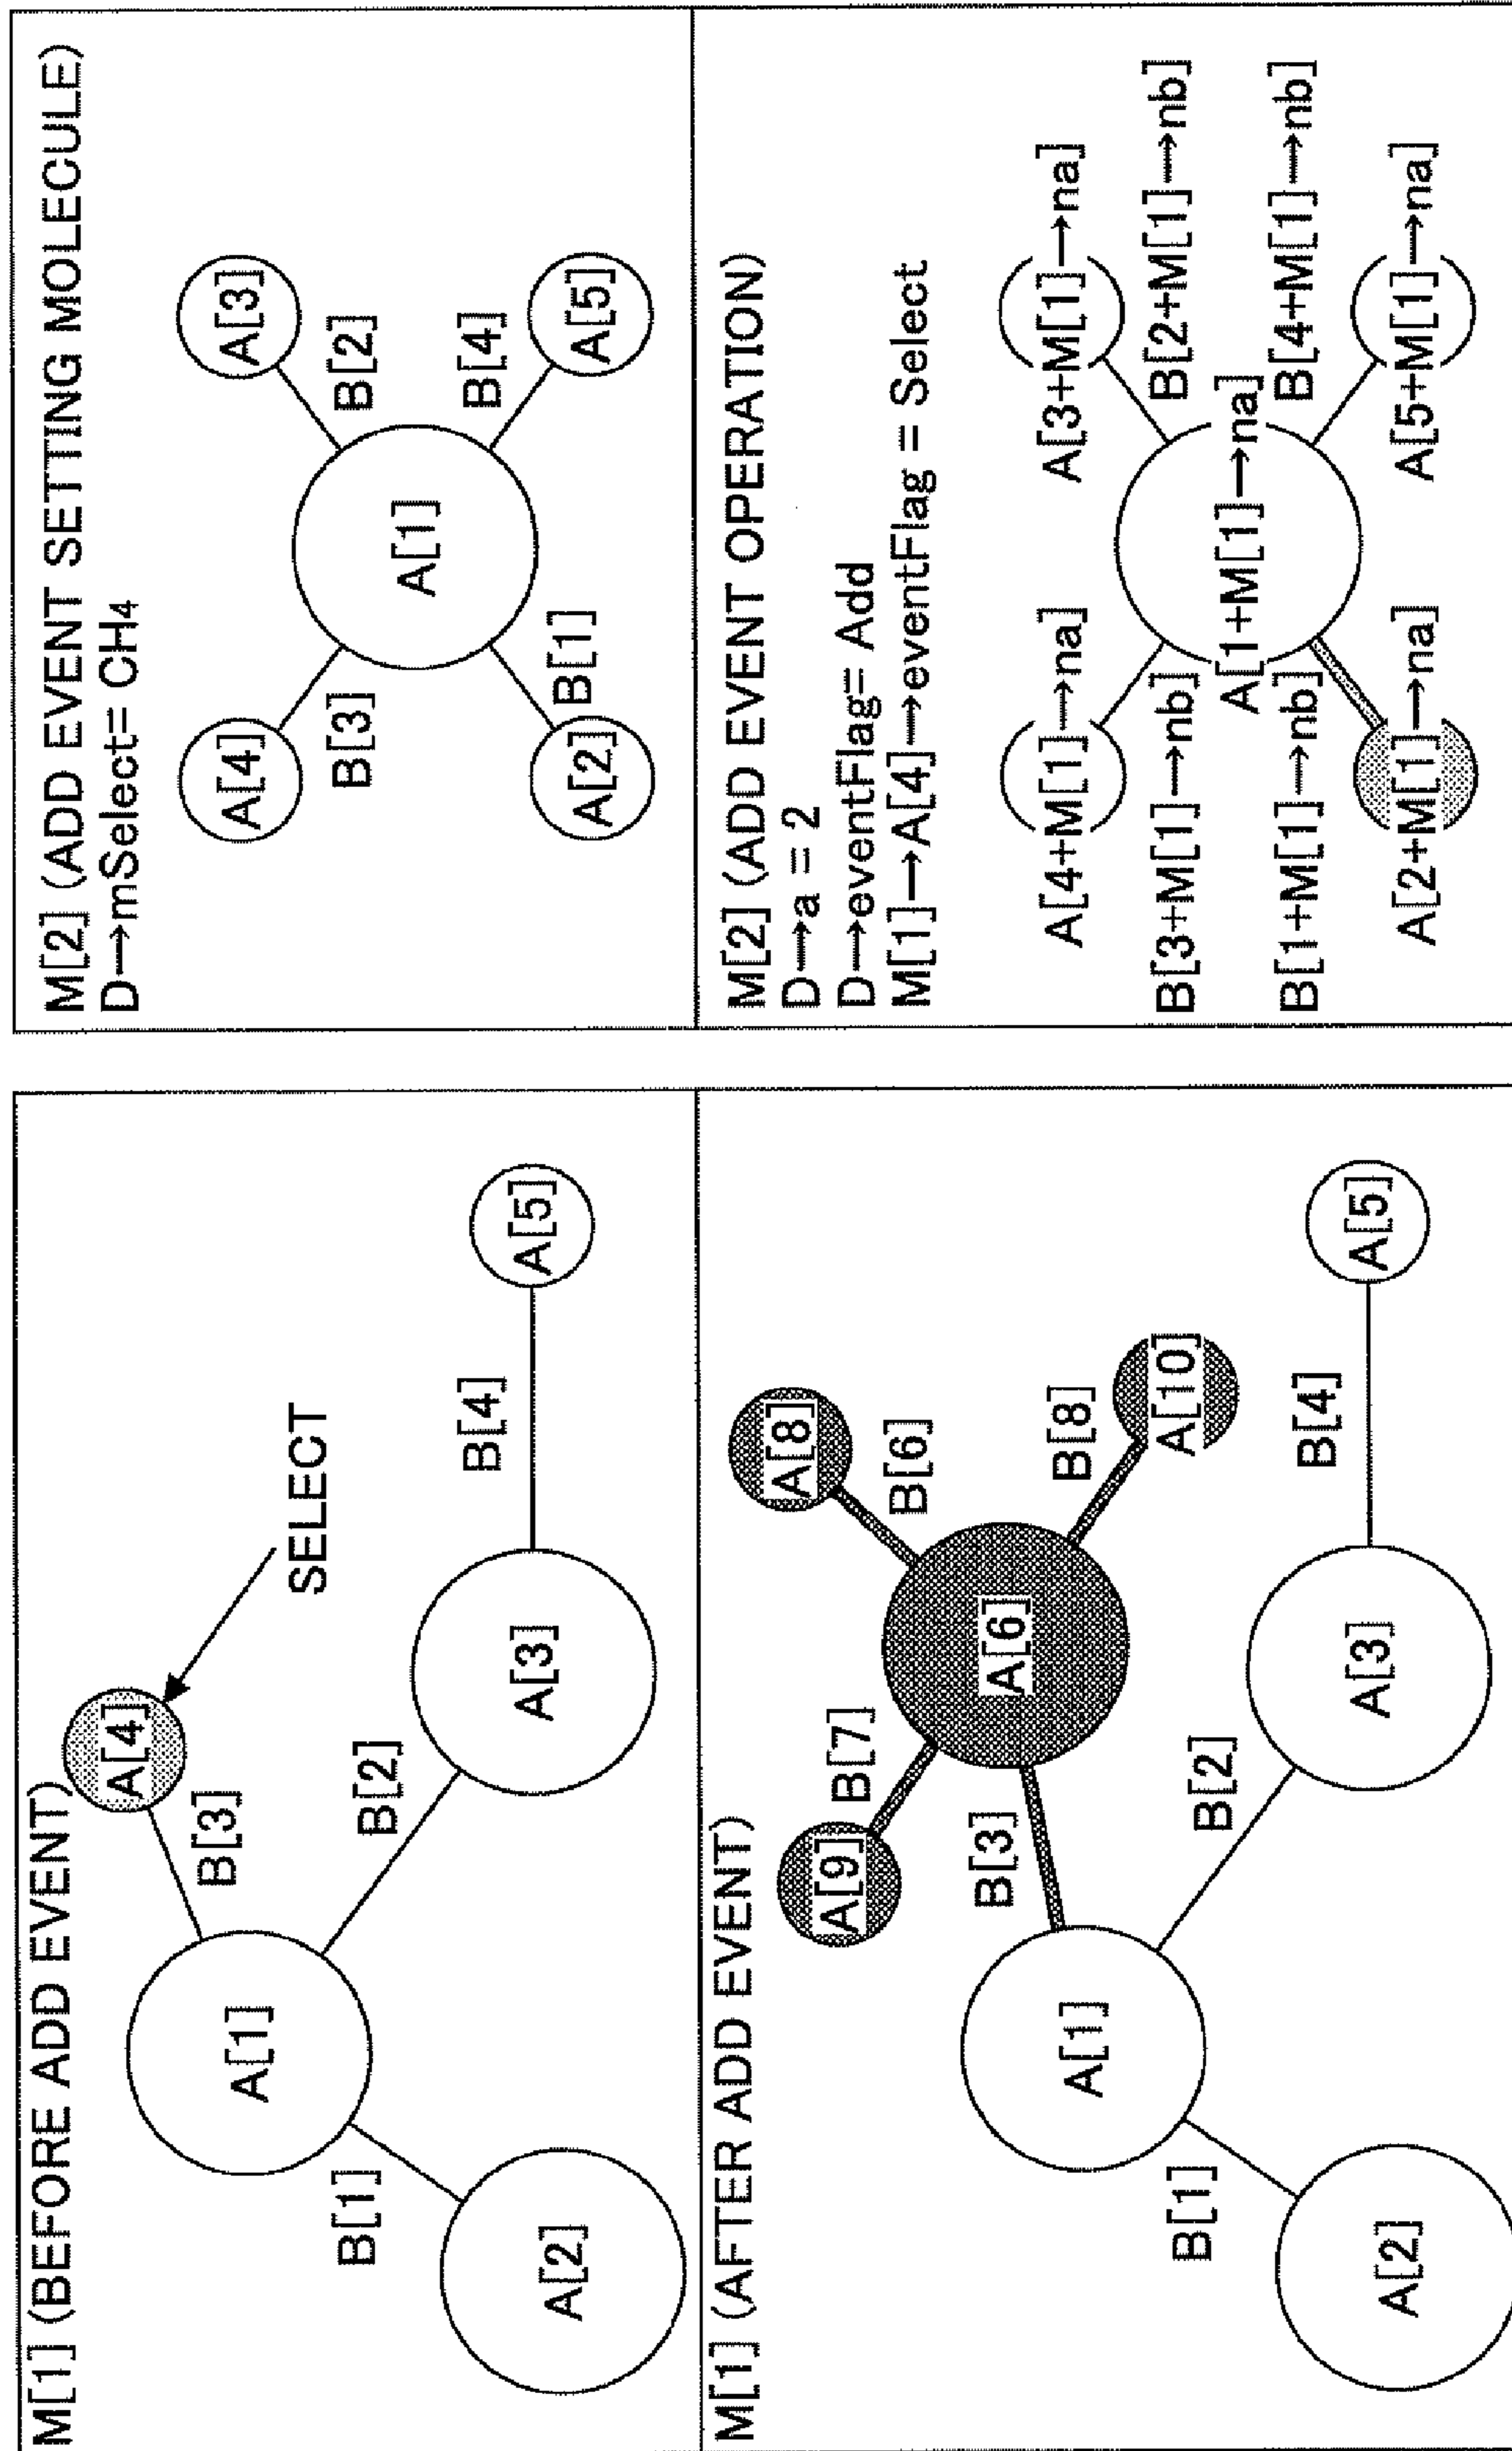 M[1] (BEFORE ADD EVENT)
A[4]
SELECT
B[3]
A[1]
B[2]
B[4]
B[1]
A[3]
A[5]
A[2]
M[1] (AFTER ADD EVENT)
A[8]
A[9]
B[7]
B[6]
A[6]
B[3]
B[8]
A[10]
A[1]
B[2]
B[4]
B[1]
A[3]
A[5]
A[2]
M[2] (ADD EVENT SETTING MOLECULE)
D→mSelect= CH4
A[4]
A[3]
B[3]
B[2]
A[1]
B[1]
B[4]
A[2]
A[5]
M[2] (ADD EVENT OPERATION)
D→a = 2
D→eventFlag= Add
M[1]→A[4]→eventFlag = Select
A[4+M[1]→na]
A[3+M[1]→na]
B[3+M[1]→nb]
B[2+M[1]→nb]
A[1+M[1]→na]
B[1+M[1]→nb]
B[4+M[1]→nb]
A[2+M[1]→na]
A[5+M[1]→na]